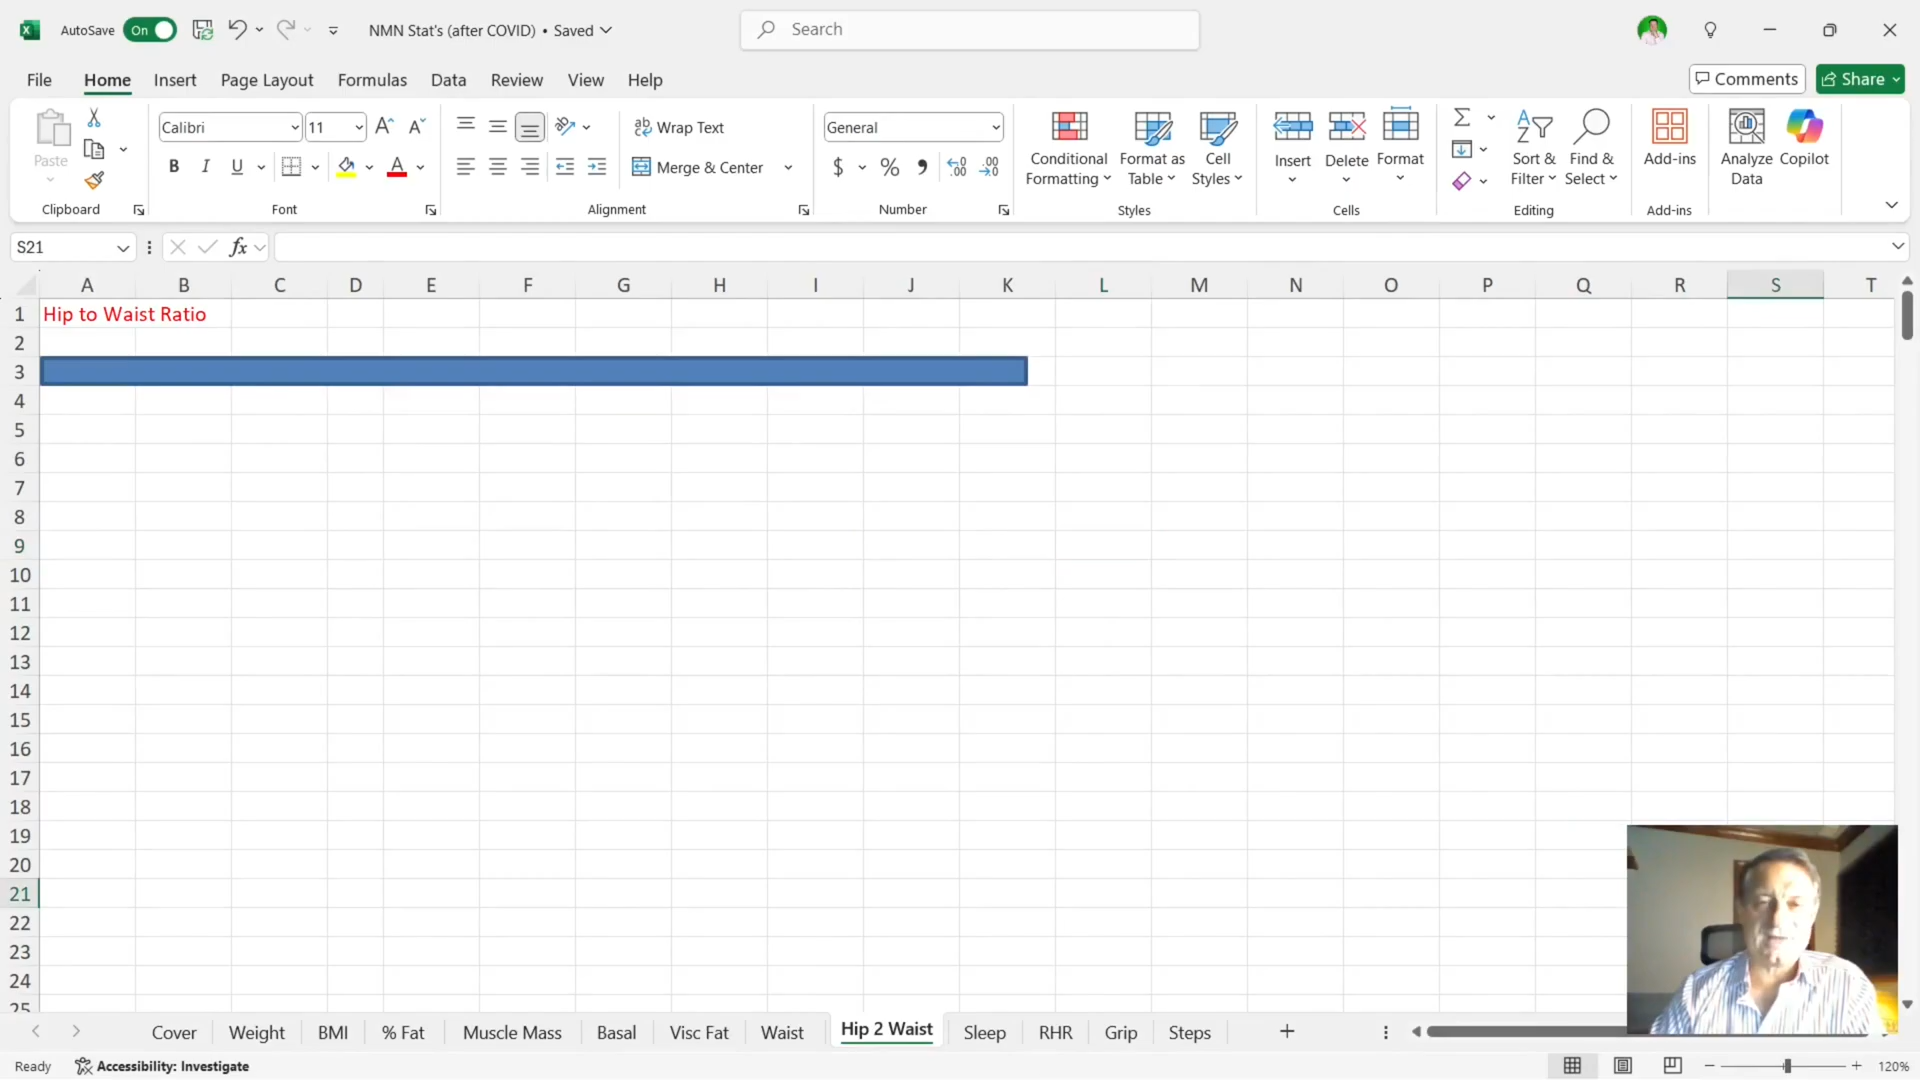 AutoSave On NMN Stat's (after COVID) • Saved Search
File Home Insert Page Layout Formulas Data Review View Help Comments Share
Paste Calibri 11 Wrap Text General Conditional Formatting Format as Table Cell Styles Insert Delete Format Sort & Filter Find & Select Add-ins Analyze Data Copilot
B I U Merge & Center $ %
Clipboard Font Alignment Number Styles Cells Editing Add-ins
S21 fx
A B C D E F G H I J K L M N O P Q R S T
1 Hip to Waist Ratio
2
3
4
5
6
7
8
9
10
11
12
13
14
15
16
17
18
19
20
21
22
23
24
25
Cover Weight BMI % Fat Muscle Mass Basal Visc Fat Waist Hip 2 Waist Sleep RHR Grip Steps
Ready Accessibility: Investigate 120%